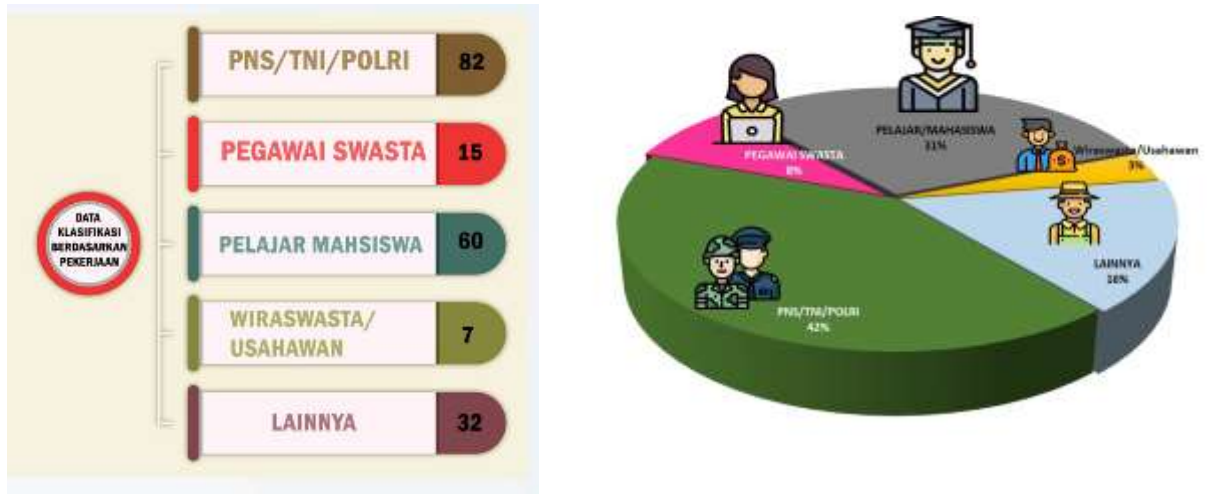 DATA
KLASIFIKASI
BERDASARKAN
PEKERJAAN
PNS/TNI/POLRI 82
PEGAWAI SWASTA 15
PELAJAR MAHSISWA 60
WIRASWASTA/
USAHAWAN 7
LAINNYA 32
PELAJAR/MAHASISWA
31%
PEGAWAI SWASTA
8%
Wiraswasta/Usahawan
3%
LAINNYA
16%
PNS/TNI/POLRI
42%